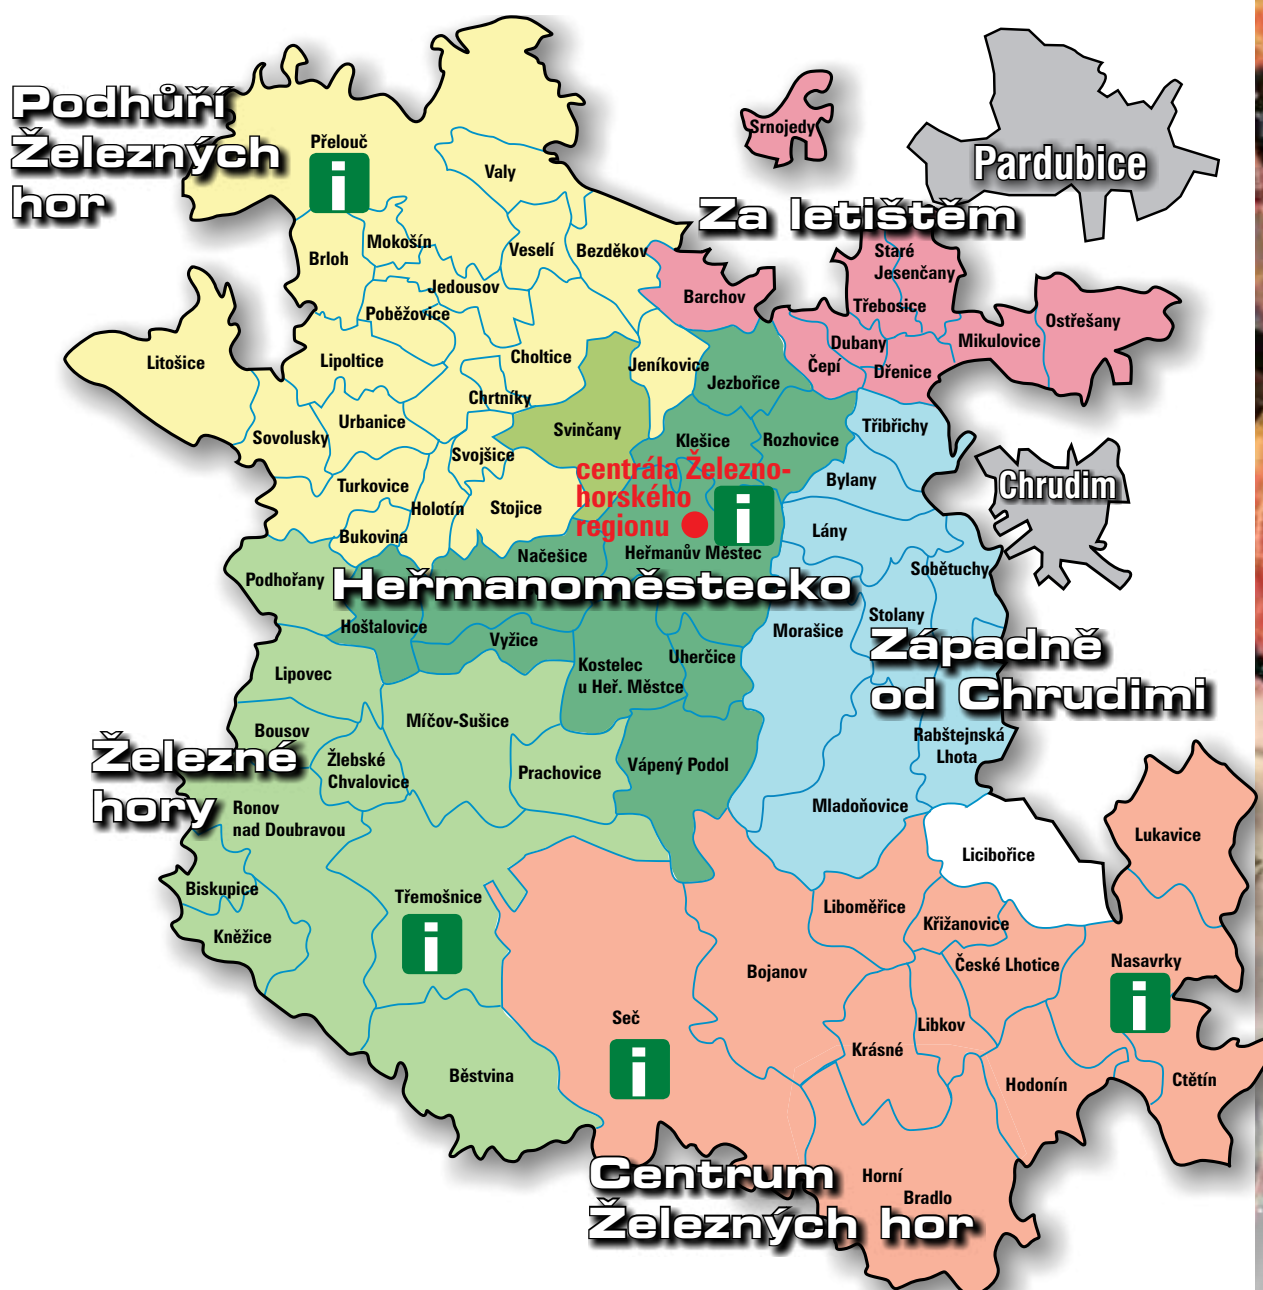 Podhůří
Železných
hor
Přelouč
i
Valy
Mokošín
Brloh
Veselí
Bezděkov
Jedousov
Poběžovice
Litošice
Lipoltice
Choltice
Jeníkovice
Chrtníky
Urbanice
Sovolusky
Svinčany
Svojšice
Turkovice
Holotín
Stojice
Bukovina
Srnojedy
Pardubice
Za letištěm
Staré
Jesenčany
Barchov
Třebosice
Ostřešany
Mikulovice
Dubany
Čepí
Dřenice
Jezbořice
Klešice
Rozhovice
Třibřichy
centrála Železno-
horského
regionu
i
Bylany
Chrudim
Lány
Načešice
Heřmanův Městec
Sobětuchy
Podhořany
Heřmanoměstecko
Hošťalovice
Vyžice
Morašice
Stolany
Západně
od Chrudimi
Uherčice
Kostelec
u Heř. Městce
Lipovec
Míčov-Sušice
Bousov
Železné
hory
Žlebské
Chvalovice
Prachovice
Vápený Podol
Rabštejnská
Lhota
Mladoňovice
Ronov
nad Doubravou
Lukavice
Licibořice
Biskupice
Třemošnice
i
Kněžice
Liboměřice
Křižanovice
Bojanov
České Lhotice
Nasavrky
i
Seč
i
Libkov
Krásné
Běstvina
Hodonín
Ctětín
Centrum
Železných hor
Horní
Bradlo